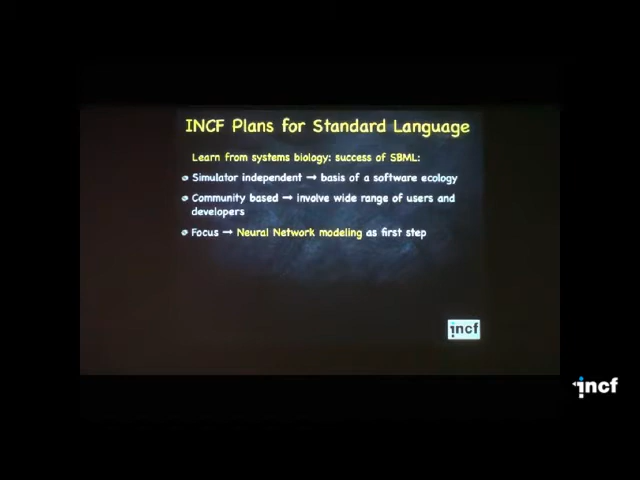 INCF Plans for Standard Language
Learn from systems biology: success of SBML:
Simulator independent → basis of a software ecology
Community based → involve wide range of users and
developers
Focus → Neural Network modeling as first step
incf
incf